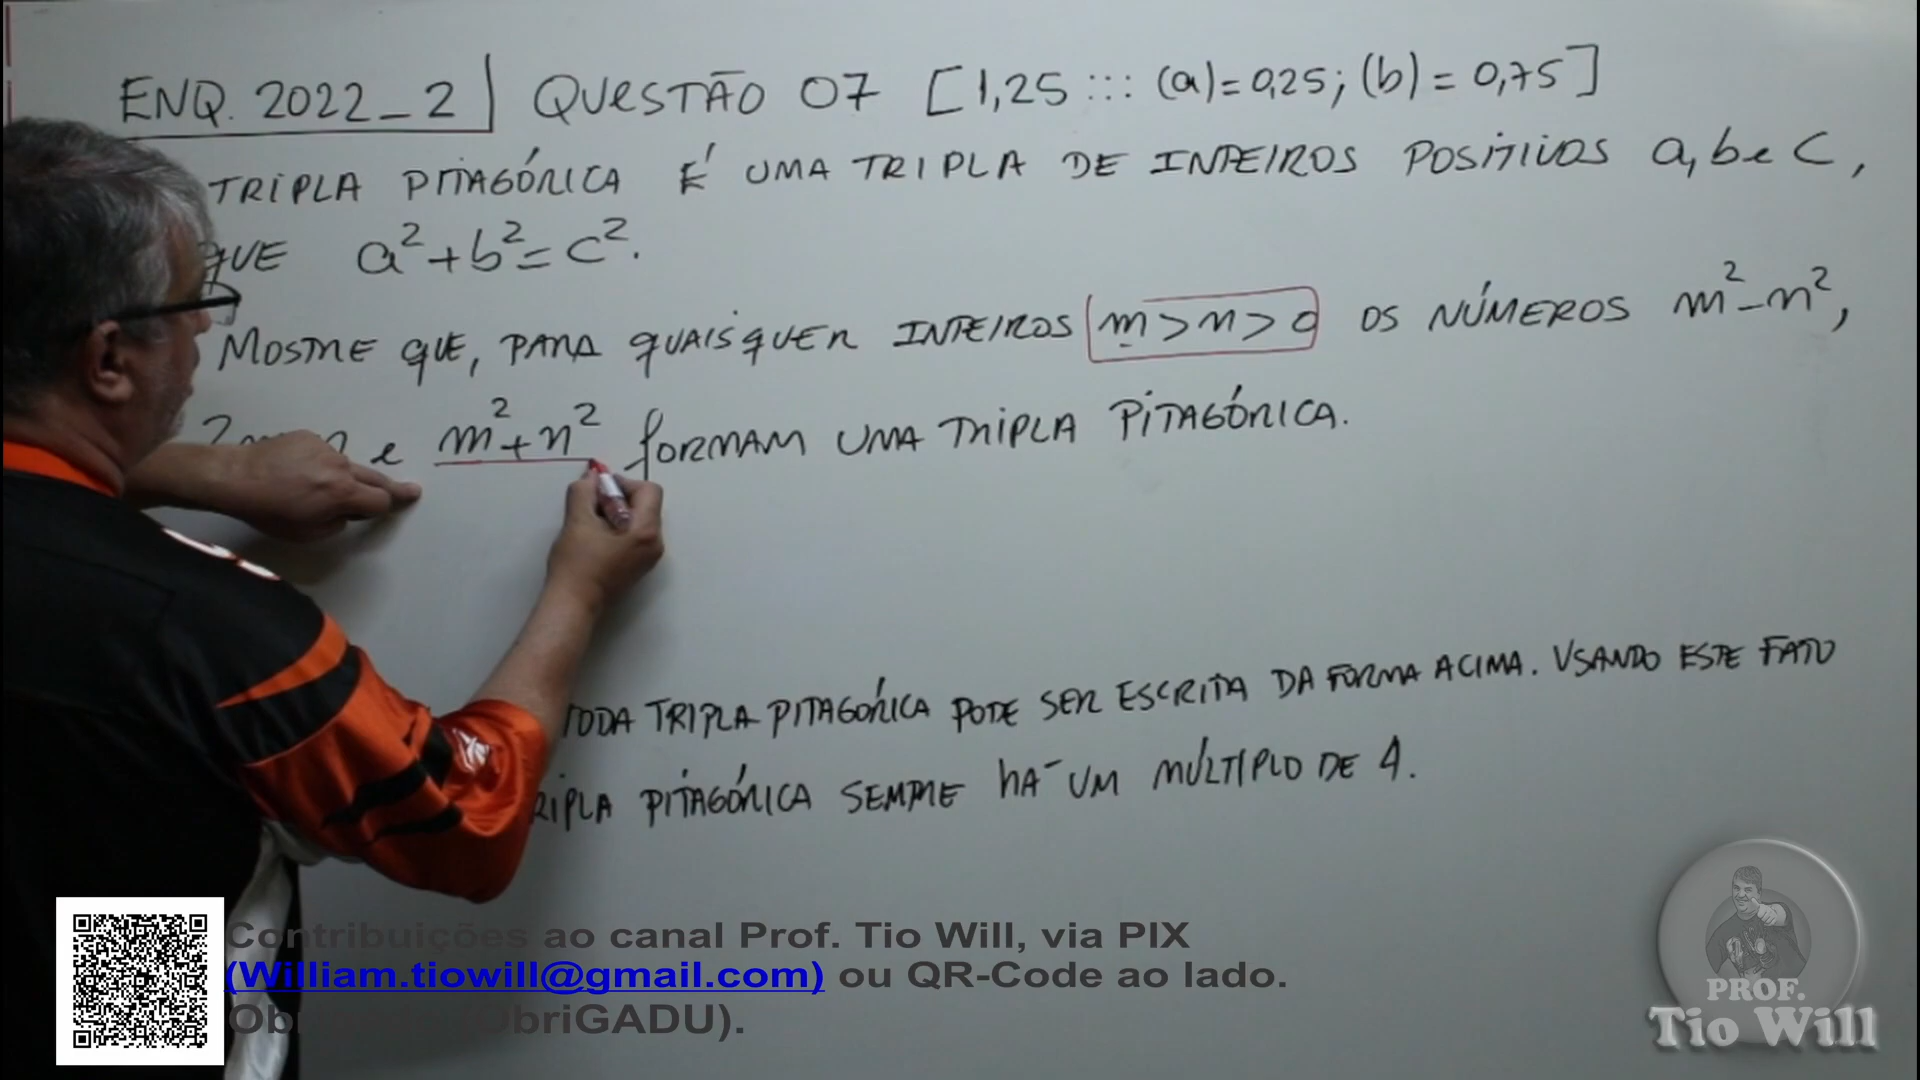 ENQ. 2022_2 | QUESTÃO 07 [1,25 ::: (a)=0,25; (b)=0,75]
TRIPLA PITAGÓRICA É UMA TRIPLA DE INTEIROS POSITIVOS a, b e c,
QUE a²+b²=c².
MOSTRE QUE, PARA QUAISQUER INTEIROS m>n>0 OS NÚMEROS m²-n²,
e m²+n² FORMAM UMA TRIPLA PITAGÓRICA.
TODA TRIPLA PITAGÓRICA PODE SER ESCRITA DA FORMA ACIMA. USANDO ESTE FATO
TRIPLA PITAGÓRICA SEMPRE HÁ UM MÚLTIPLO DE 4.
Contribuições ao canal Prof. Tio Will, via PIX
(William.tiowill@gmail.com) ou QR-Code ao lado.
(ObriGADU).
PROF.
Tio Will